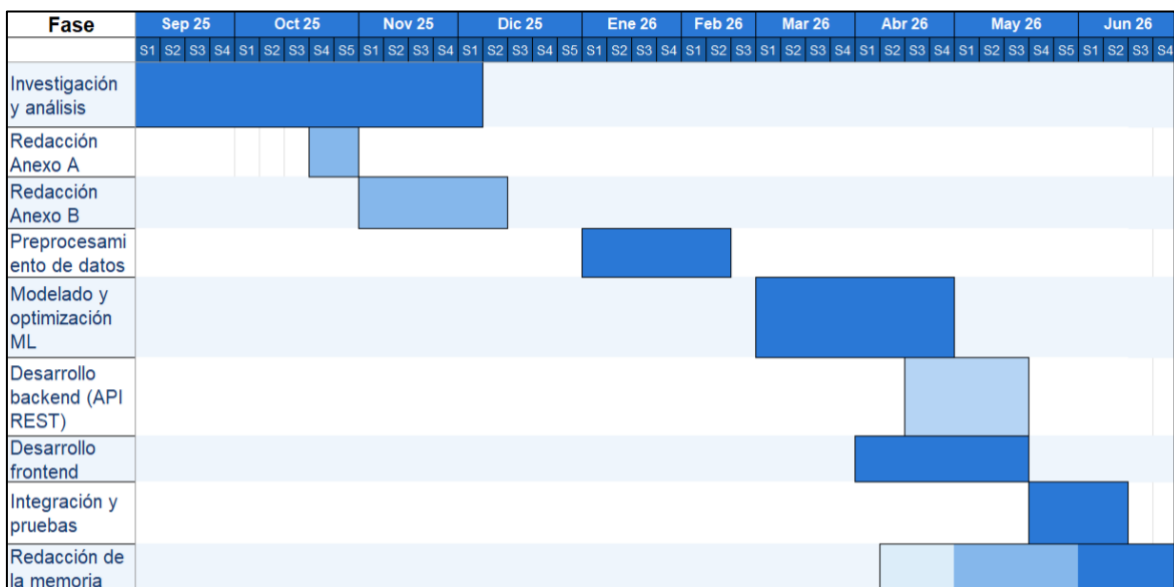 Fase Sep 25 Oct 25 Nov 25 Dic 25 Ene 26 Feb 26 Mar 26 Abr 26 May 26 Jun 26
S1 S2 S3 S4 S1 S2 S3 S4 S5 S1 S2 S3 S4 S1 S2 S3 S4 S5 S1 S2 S3 S4 S1 S2 S3 S1 S2 S3 S4 S1 S2 S3 S4 S1 S2 S3 S4 S5 S1 S2 S3 S4
Investigación
y análisis
Redacción
Anexo A
Redacción
Anexo B
Preprocesami
ento de datos
Modelado y
optimización
ML
Desarrollo
backend (API
REST)
Desarrollo
frontend
Integración y
pruebas
Redacción de
la memoria